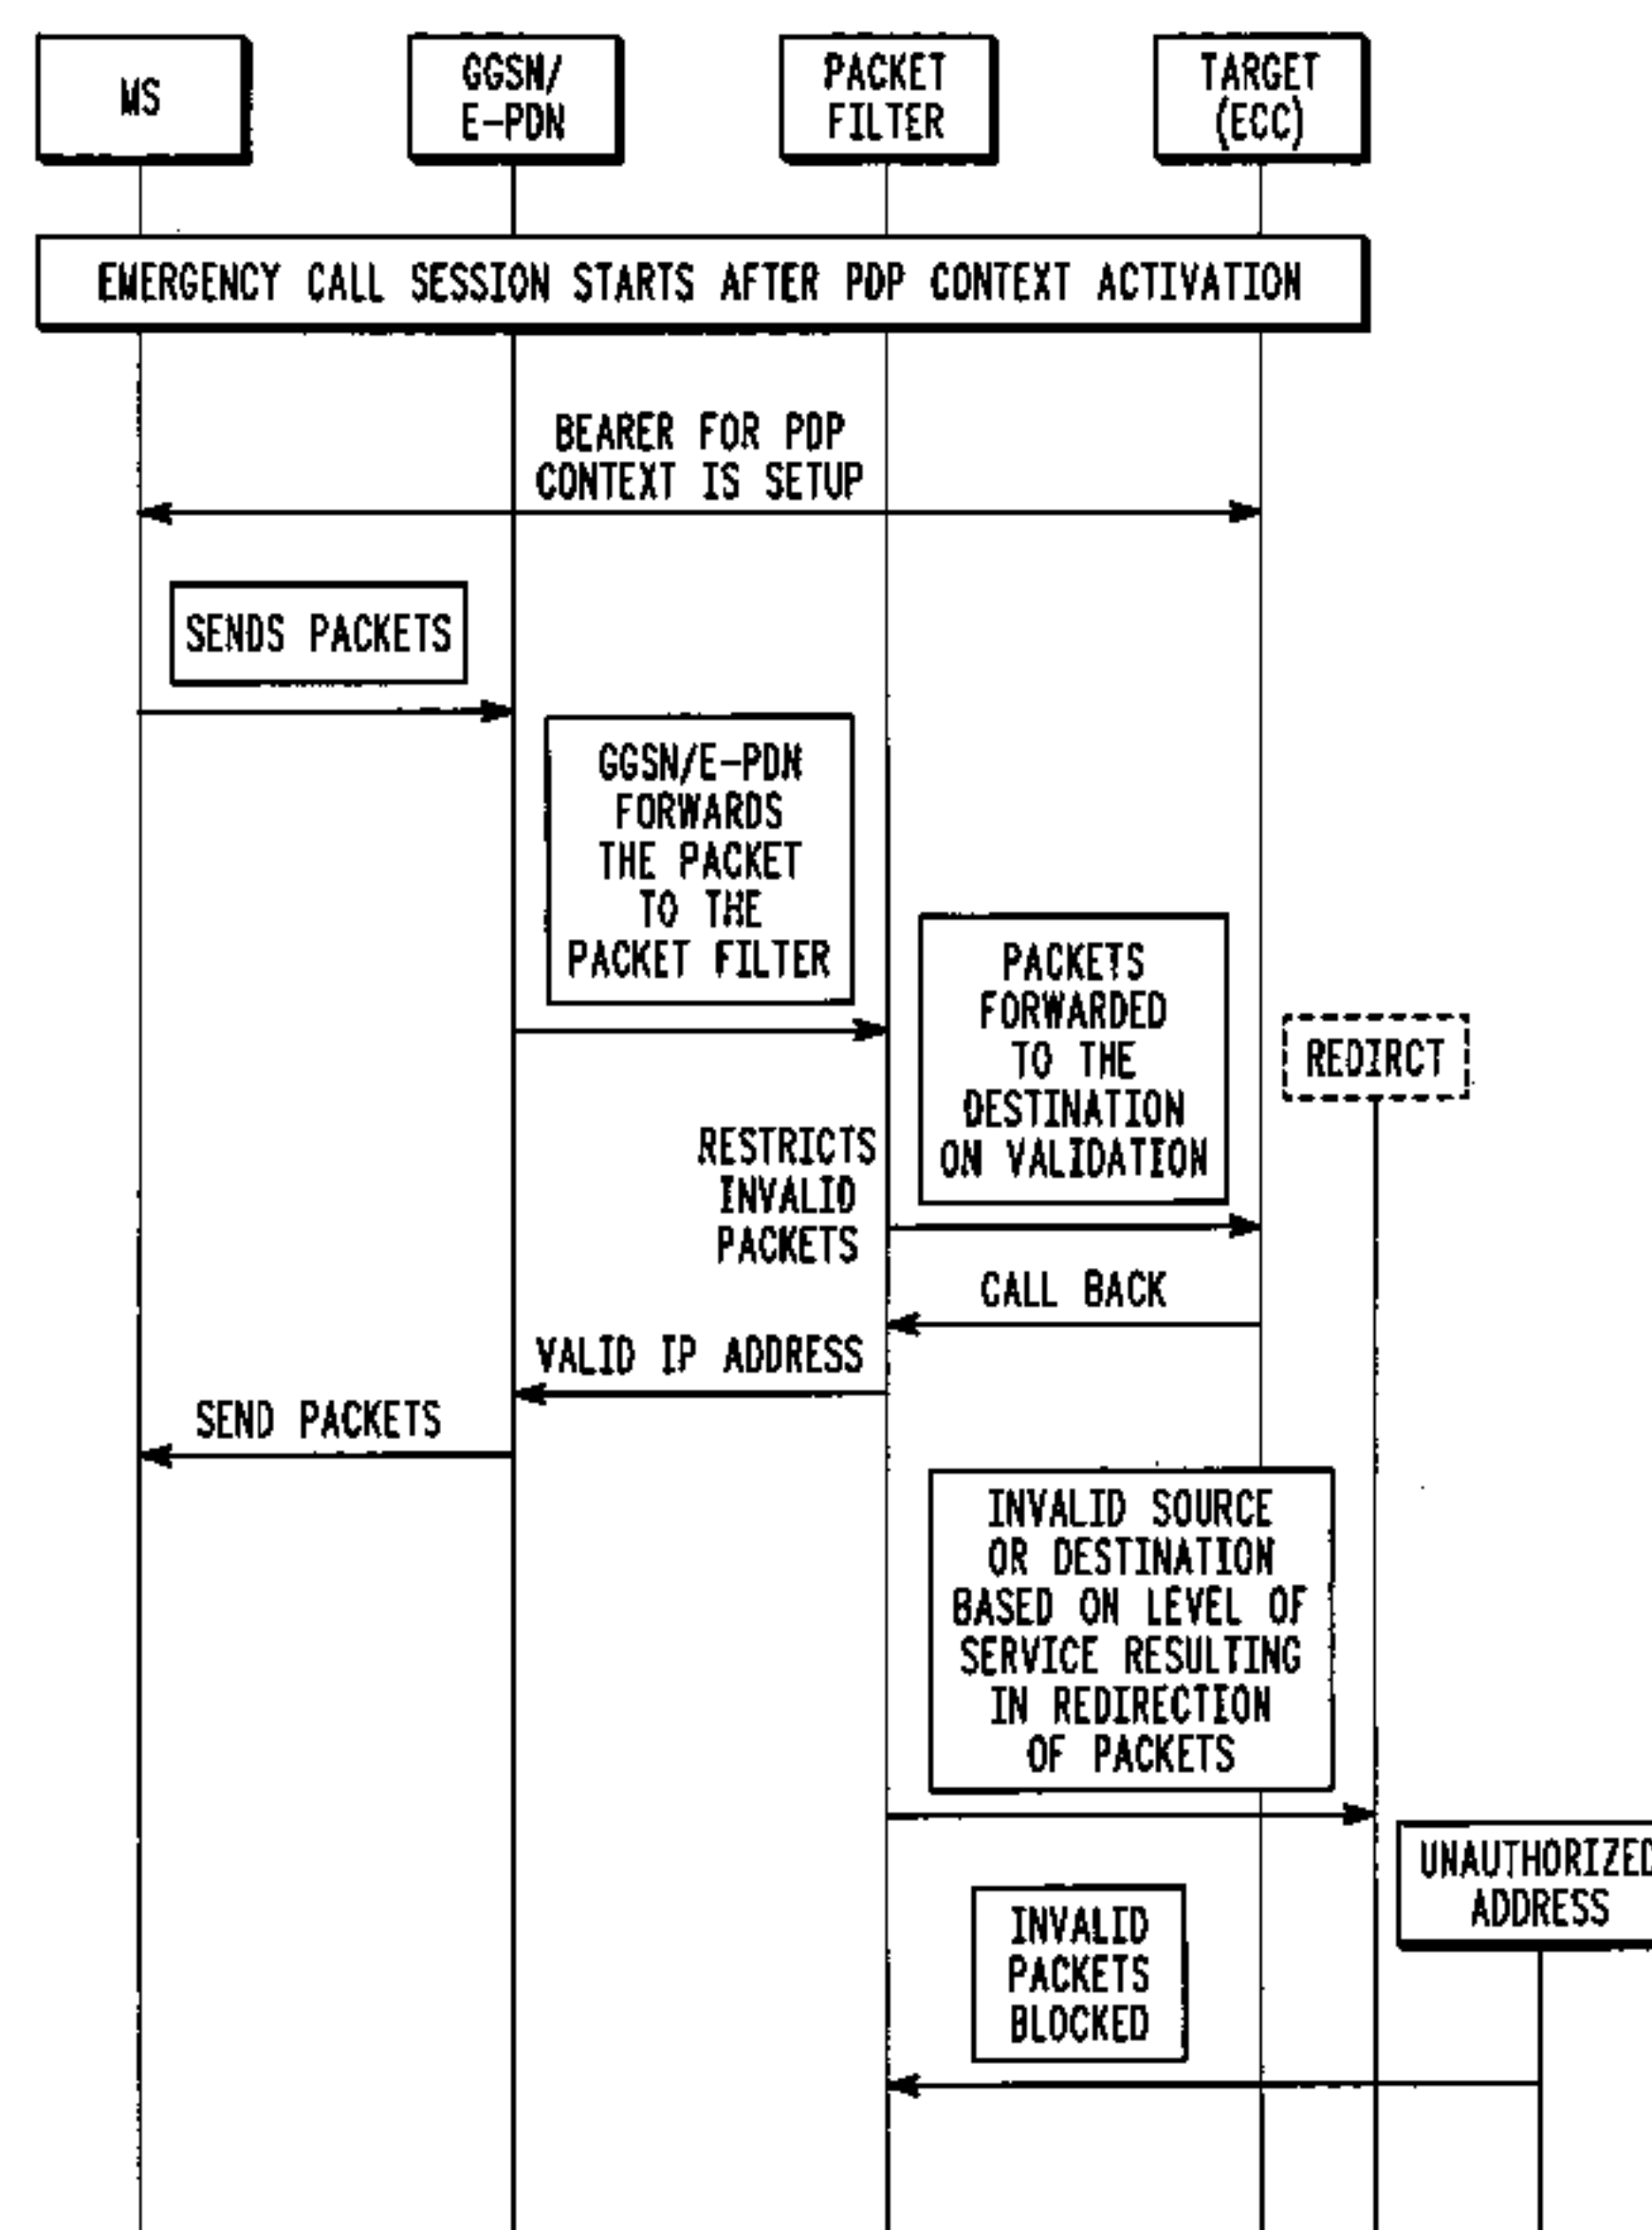 MS
GGSN/
E-PDN
PACKET
FILTER
TARGET
(ECC)
EMERGENCY CALL SESSION STARTS AFTER PDP CONTEXT ACTIVATION
BEARER FOR PDP
CONTEXT IS SETUP
SENDS PACKETS
GGSN/E-PDN
FORWARDS
THE PACKET
TO THE
PACKET FILTER
PACKETS
FORWARDED
TO THE
DESTINATION
ON VALIDATION
REDIRCT
RESTRICTS
INVALID
PACKETS
CALL BACK
VALID IP ADDRESS
SEND PACKETS
INVALID SOURCE
OR DESTINATION
BASED ON LEVEL OF
SERVICE RESULTING
IN REDIRECTION
OF PACKETS
UNAUTHORIZED
ADDRESS
INVALID
PACKETS
BLOCKED